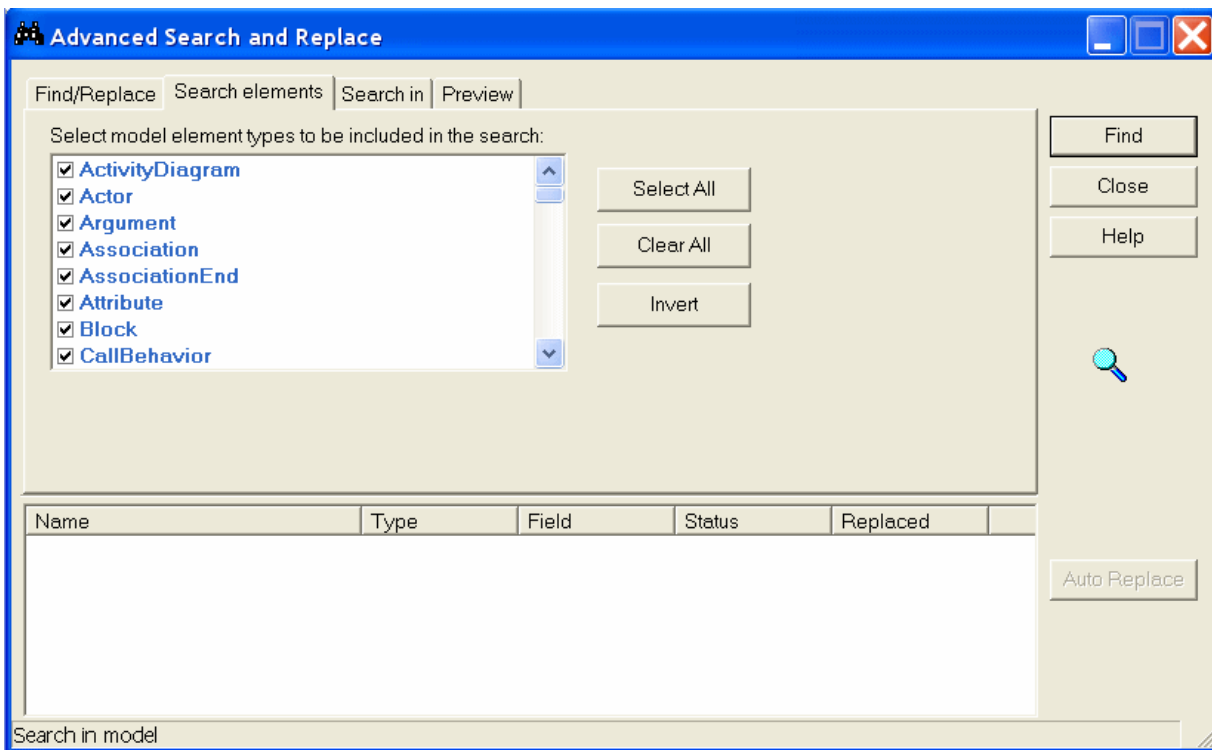 Advanced Search and Replace
Find/Replace Search elements Search in Preview
Select model element types to be included in the search:
ActivityDiagram
Actor
Argument
Association
AssociationEnd
Attribute
Block
CallBehavior
Select All
Clear All
Invert
Find
Close
Help
Name Type Field Status Replaced
Auto Replace
Search in model